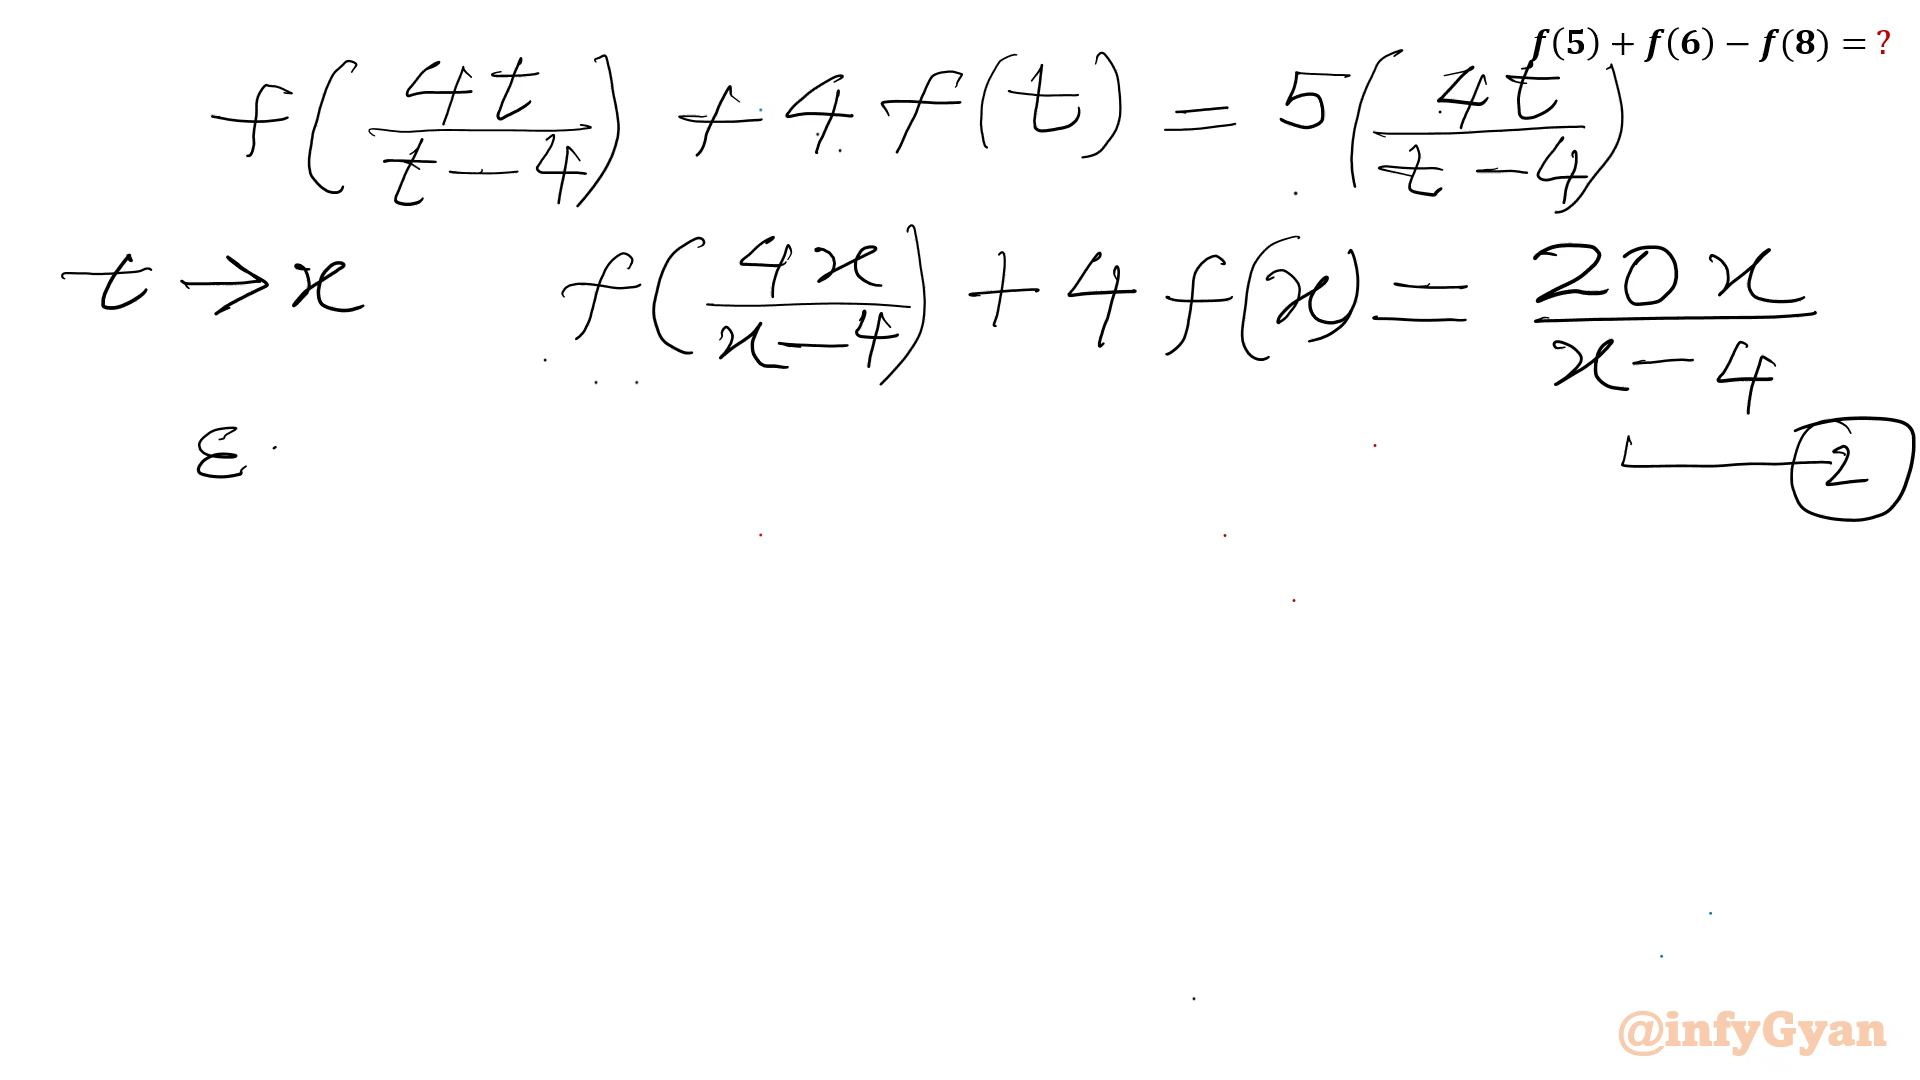 f(5) + f(6) − f(8) = ?
f(4t/(t−4)) + 4f(t) = 5(4t/(t−4))
t → x f(4x/(x−4)) + 4f(x) = 20x/(x−4)
ε
2
@infyGyan